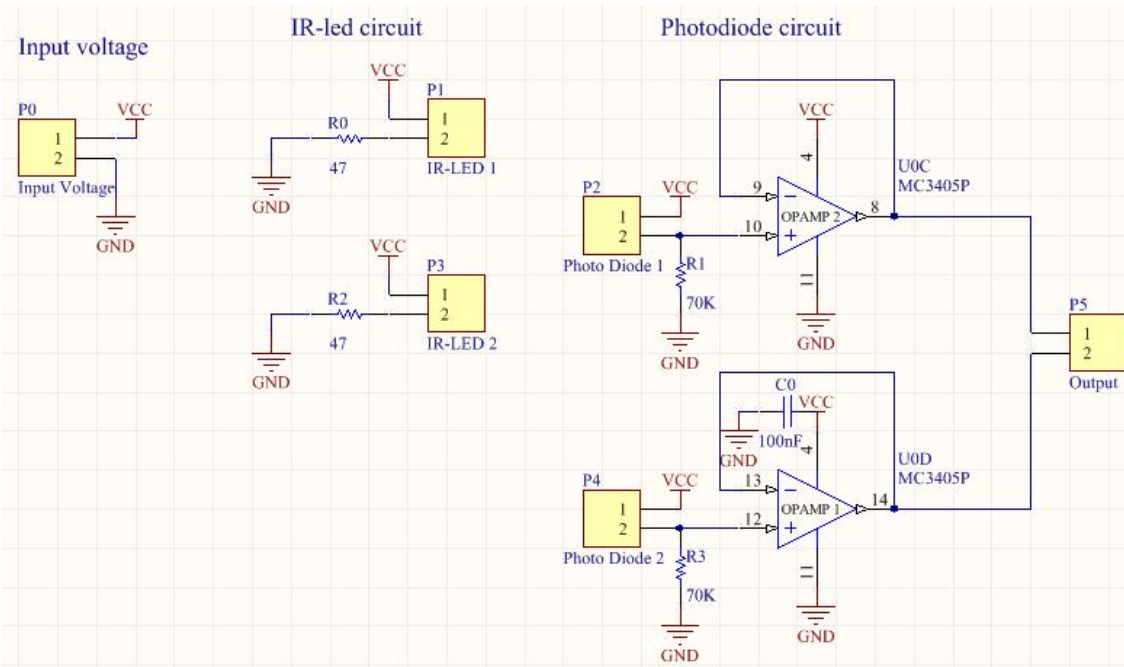 Input voltage
IR-led circuit
Photodiode circuit
P0
VCC
1
2
Input Voltage
GND
VCC
P1
R0
1
2
47
IR-LED 1
GND
VCC
P3
R2
1
2
47
IR-LED 2
GND
VCC
4
U0C
MC3405P
P2
VCC
1
2
Photo Diode 1
9
10
OPAMP 2
8
R1
70K
GND
11
GND
P5
1
2
Output
C0
VCC
100nF
GND
4
U0D
MC3405P
P4
VCC
1
2
Photo Diode 2
13
12
OPAMP 1
14
R3
70K
GND
11
GND